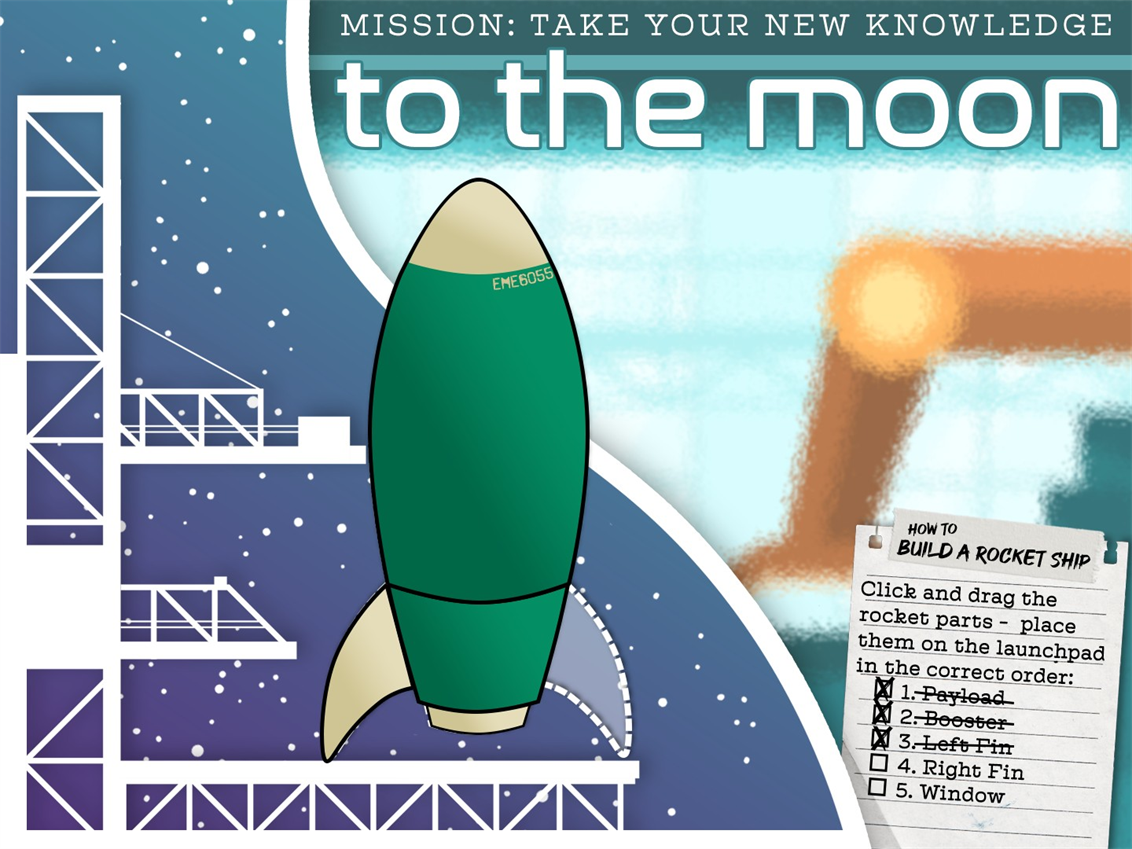 MISSION: TAKE YOUR NEW KNOWLEDGE
to the moon
EME6055
HOW TO
BUILD A ROCKET SHIP
Click and drag the
rocket parts - place
them on the launchpad
in the correct order:
1. Payload
2. Booster
3. Left Fin
4. Right Fin
5. Window